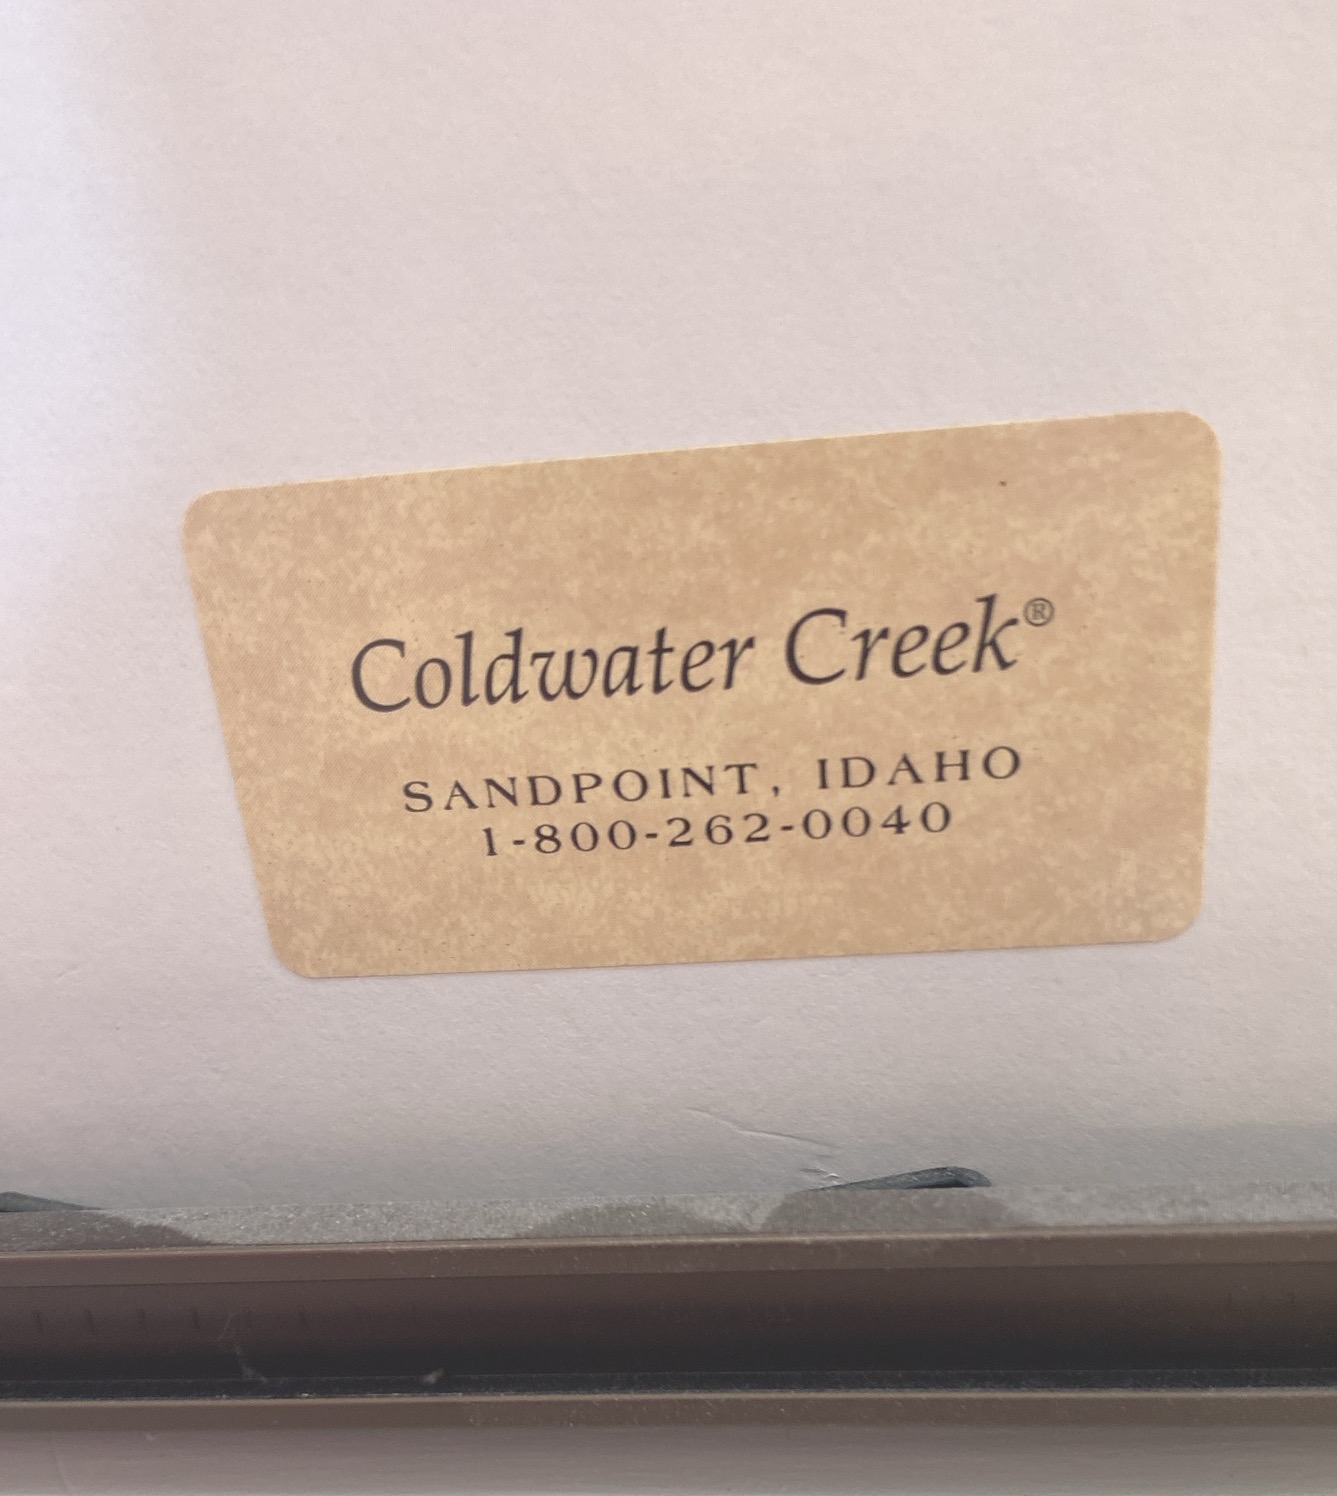 Coldwater Creek®
SANDPOINT, IDAHO
1-800-262-0040